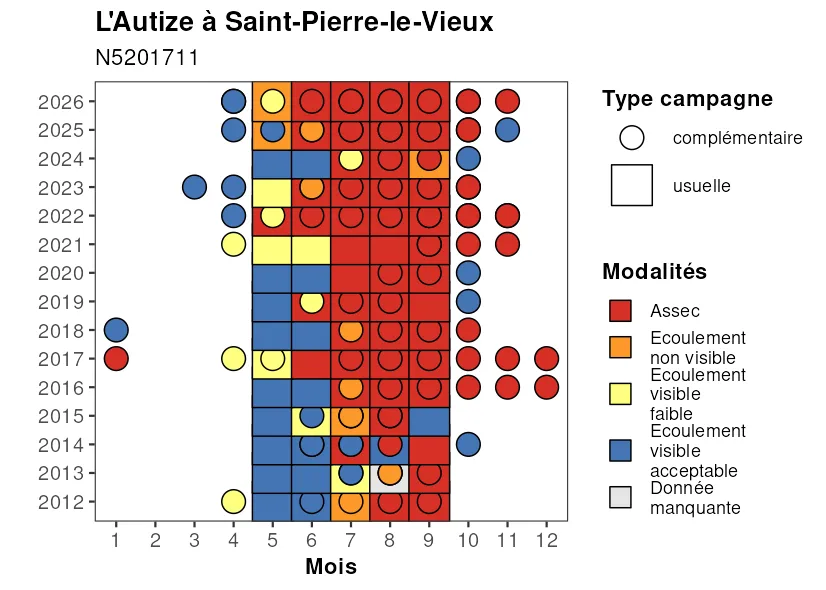 L'Autize à Saint-Pierre-le-Vieux
N5201711
2026
2025
2024
2023
2022
2021
2020
2019
2018
2017
2016
2015
2014
2013
2012
1 2 3 4 5 6 7 8 9 10 11 12
Mois
Type campagne
complémentaire
usuelle
Modalités
Assec
Ecoulement
non visible
Ecoulement
visible
faible
Ecoulement
visible
acceptable
Donnée
manquante